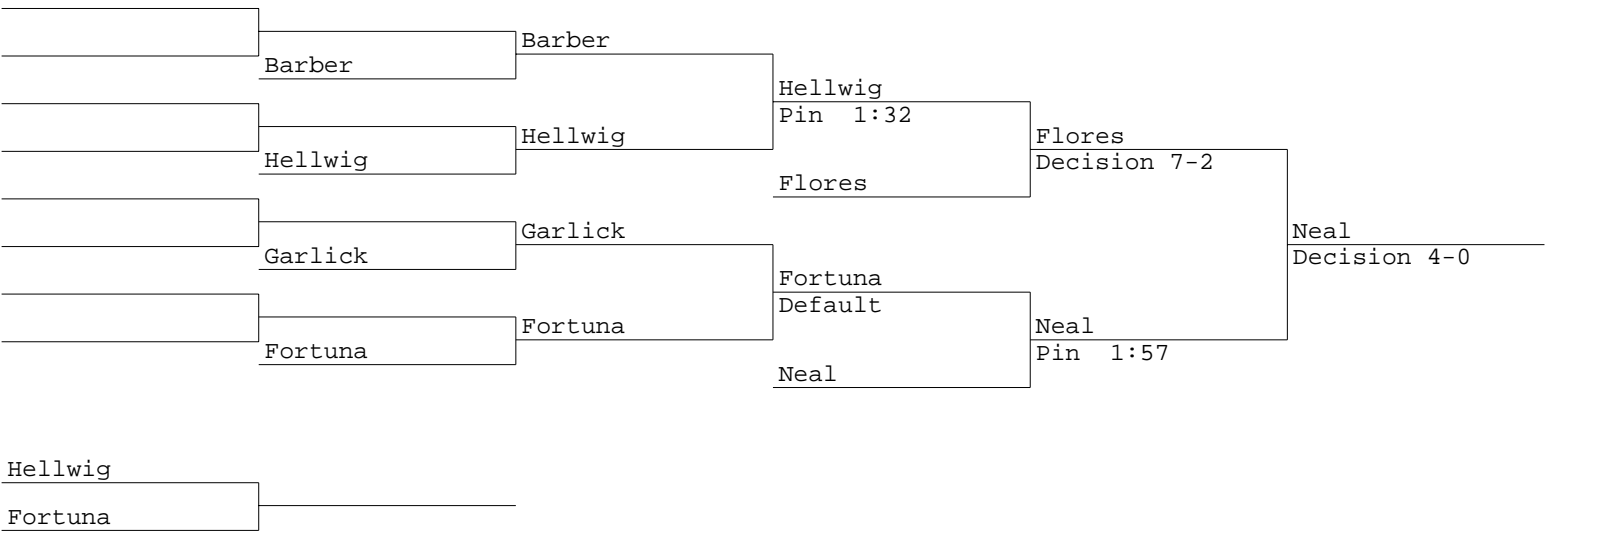 Barber
Barber
Hellwig
Pin  1:32
Hellwig
Flores
Hellwig
Decision 7-2
Flores
Garlick
Neal
Garlick
Decision 4-0
Fortuna
Default
Fortuna
Neal
Fortuna
Pin  1:57
Neal
Hellwig
Fortuna